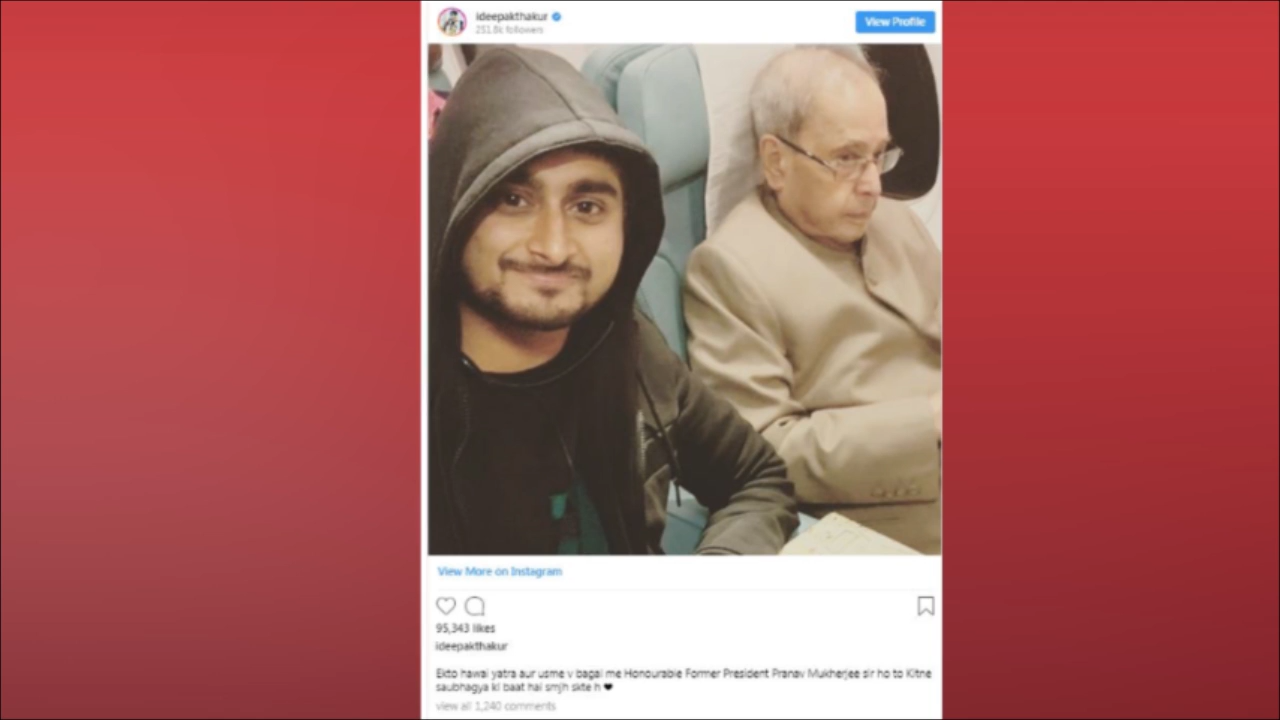 ideepakthakur
251.8k followers
View Profile
View More on Instagram
95,343 likes
ideepakthakur
Ekto hawai yatra aur usme v bagal me Honourable Former President Pranav Mukherjee sir ho to Kitne
saubhagya ki baat hai smjh skte h ❤
view all 1,240 comments